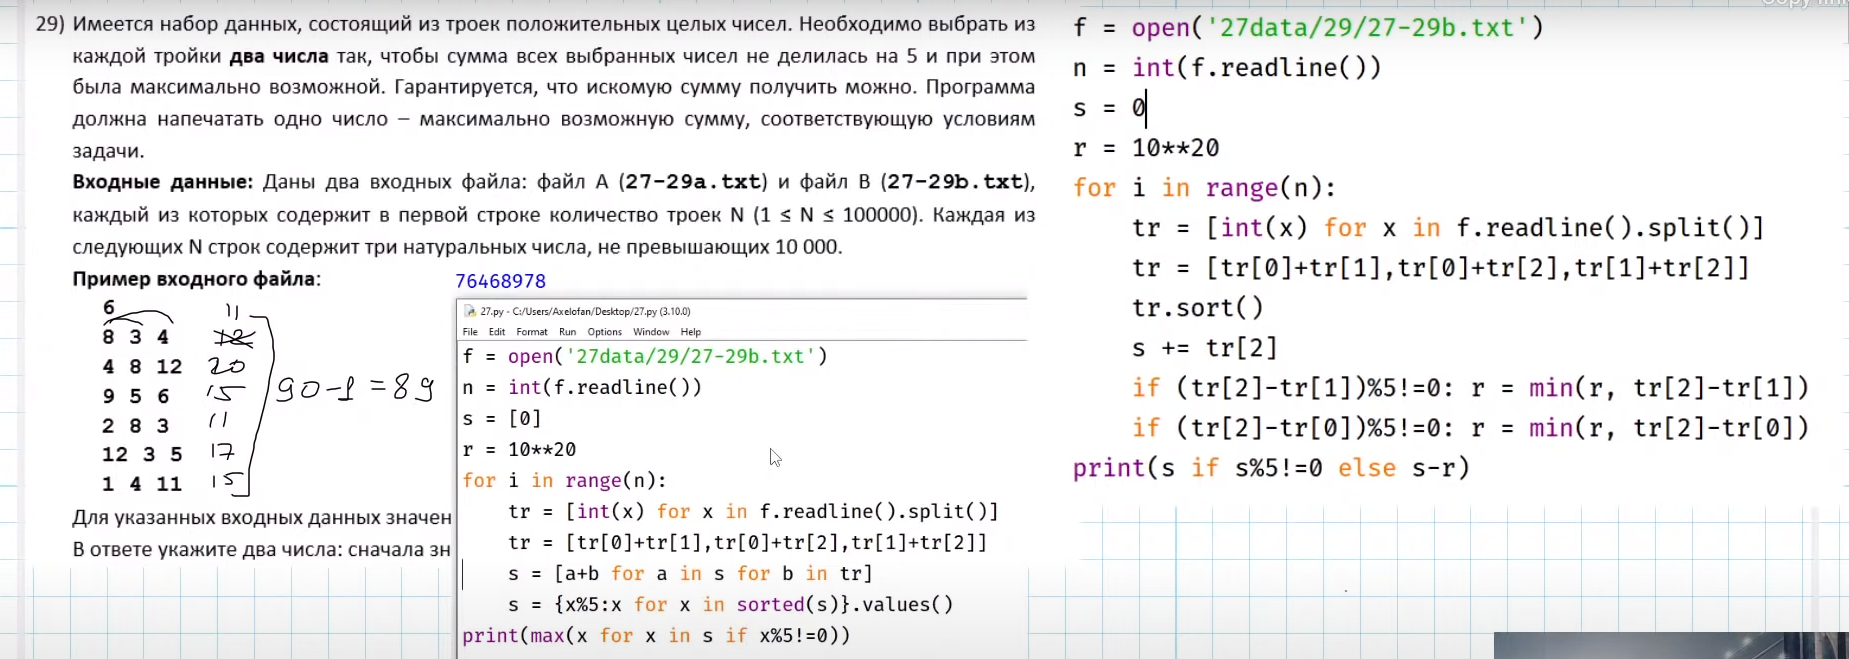 29) Имеется набор данных, состоящий из троек положительных целых чисел. Необходимо выбрать из
каждой тройки два числа так, чтобы сумма всех выбранных чисел не делилась на 5 и при этом
была максимально возможной. Гарантируется, что искомую сумму получить можно. Программа
должна напечатать одно число – максимально возможную сумму, соответствующую условиям
задачи.
Входные данные: Даны два входных файла: файл A (27-29a.txt) и файл B (27-29b.txt),
каждый из которых содержит в первой строке количество троек N (1 ≤ N ≤ 100000). Каждая из
следующих N строк содержит три натуральных числа, не превышающих 10 000.
Пример входного файла:
6
8 3 4
4 8 12
9 5 6
2 8 3
12 3 5
1 4 11
11
12
20
15
11
17
15
90-1=89
Для указанных входных данных значен
В ответе укажите два числа: сначала зн
76468978
27.py - C:/Users/Axelofan/Desktop/27.py (3.10.0)
File Edit Format Run Options Window Help
f = open('27data/29/27-29b.txt')
n = int(f.readline())
s = [0]
r = 10**20
for i in range(n):
    tr = [int(x) for x in f.readline().split()]
    tr = [tr[0]+tr[1],tr[0]+tr[2],tr[1]+tr[2]]
    s = [a+b for a in s for b in tr]
    s = {x%5:x for x in sorted(s)}.values()
print(max(x for x in s if x%5!=0))
f = open('27data/29/27-29b.txt')
n = int(f.readline())
s = 0
r = 10**20
for i in range(n):
    tr = [int(x) for x in f.readline().split()]
    tr = [tr[0]+tr[1],tr[0]+tr[2],tr[1]+tr[2]]
    tr.sort()
    s += tr[2]
    if (tr[2]-tr[1])%5!=0: r = min(r, tr[2]-tr[1])
    if (tr[2]-tr[0])%5!=0: r = min(r, tr[2]-tr[0])
print(s if s%5!=0 else s-r)